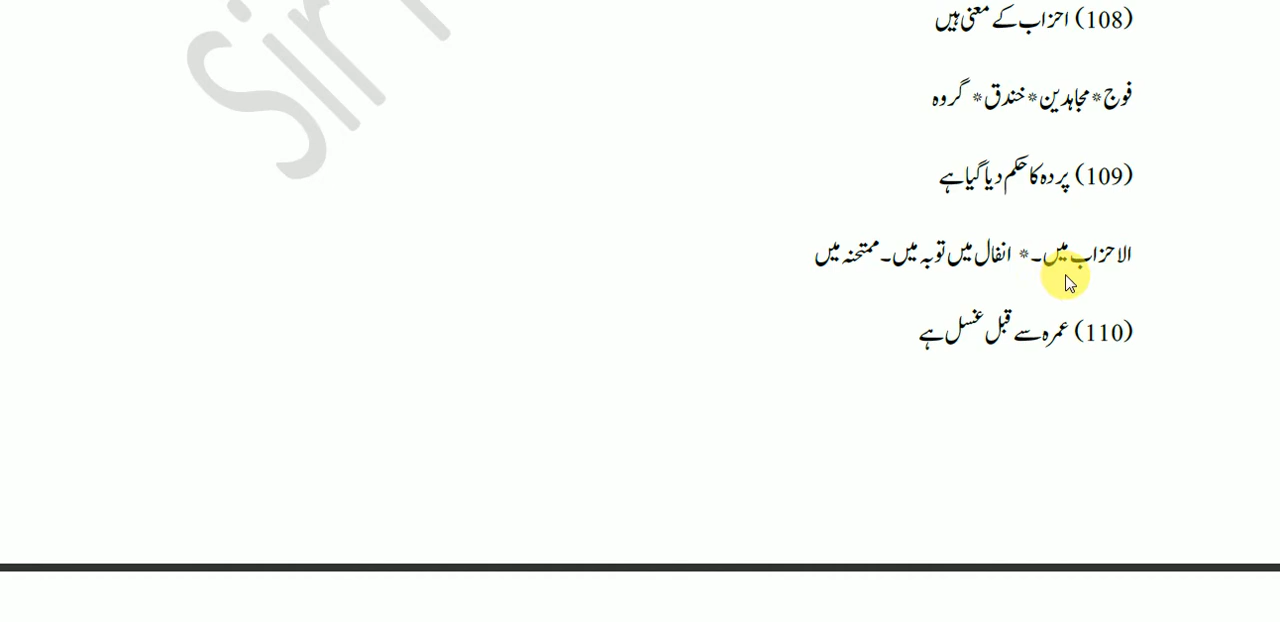 (108) احزاب کے معنی ہیں
فوج * مجاہدین * خندق * گروہ
(109) پردہ کا حکم دیا گیا ہے
الاحزاب میں۔ * انفال میں توبہ میں۔ ممتحنہ میں
(110) عمرہ سے قبل غسل ہے
Sir